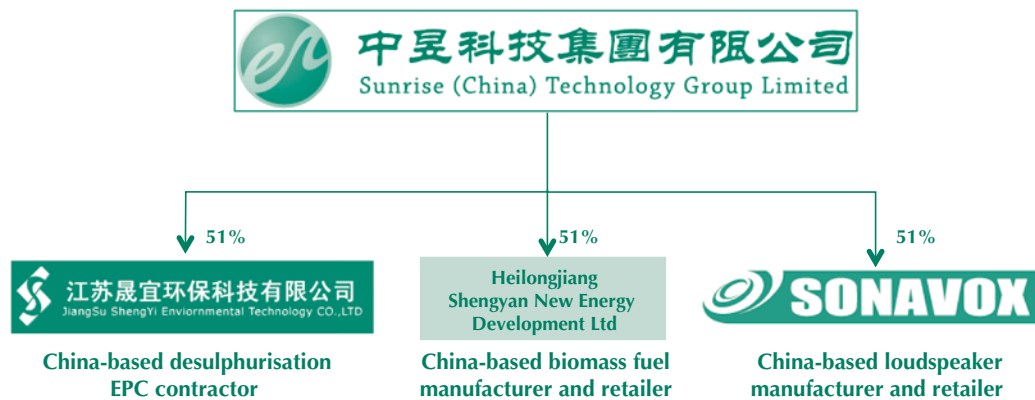 中昱科技集團有限公司
Sunrise (China) Technology Group Limited
51%
51%
51%
江苏晟宜环保科技有限公司
JiangSu ShengYi Enviornmental Technology CO.,LTD
Heilongjiang
Shengyan New Energy
Development Ltd
SONAVOX
China-based desulphurisation
EPC contractor
China-based biomass fuel
manufacturer and retailer
China-based loudspeaker
manufacturer and retailer